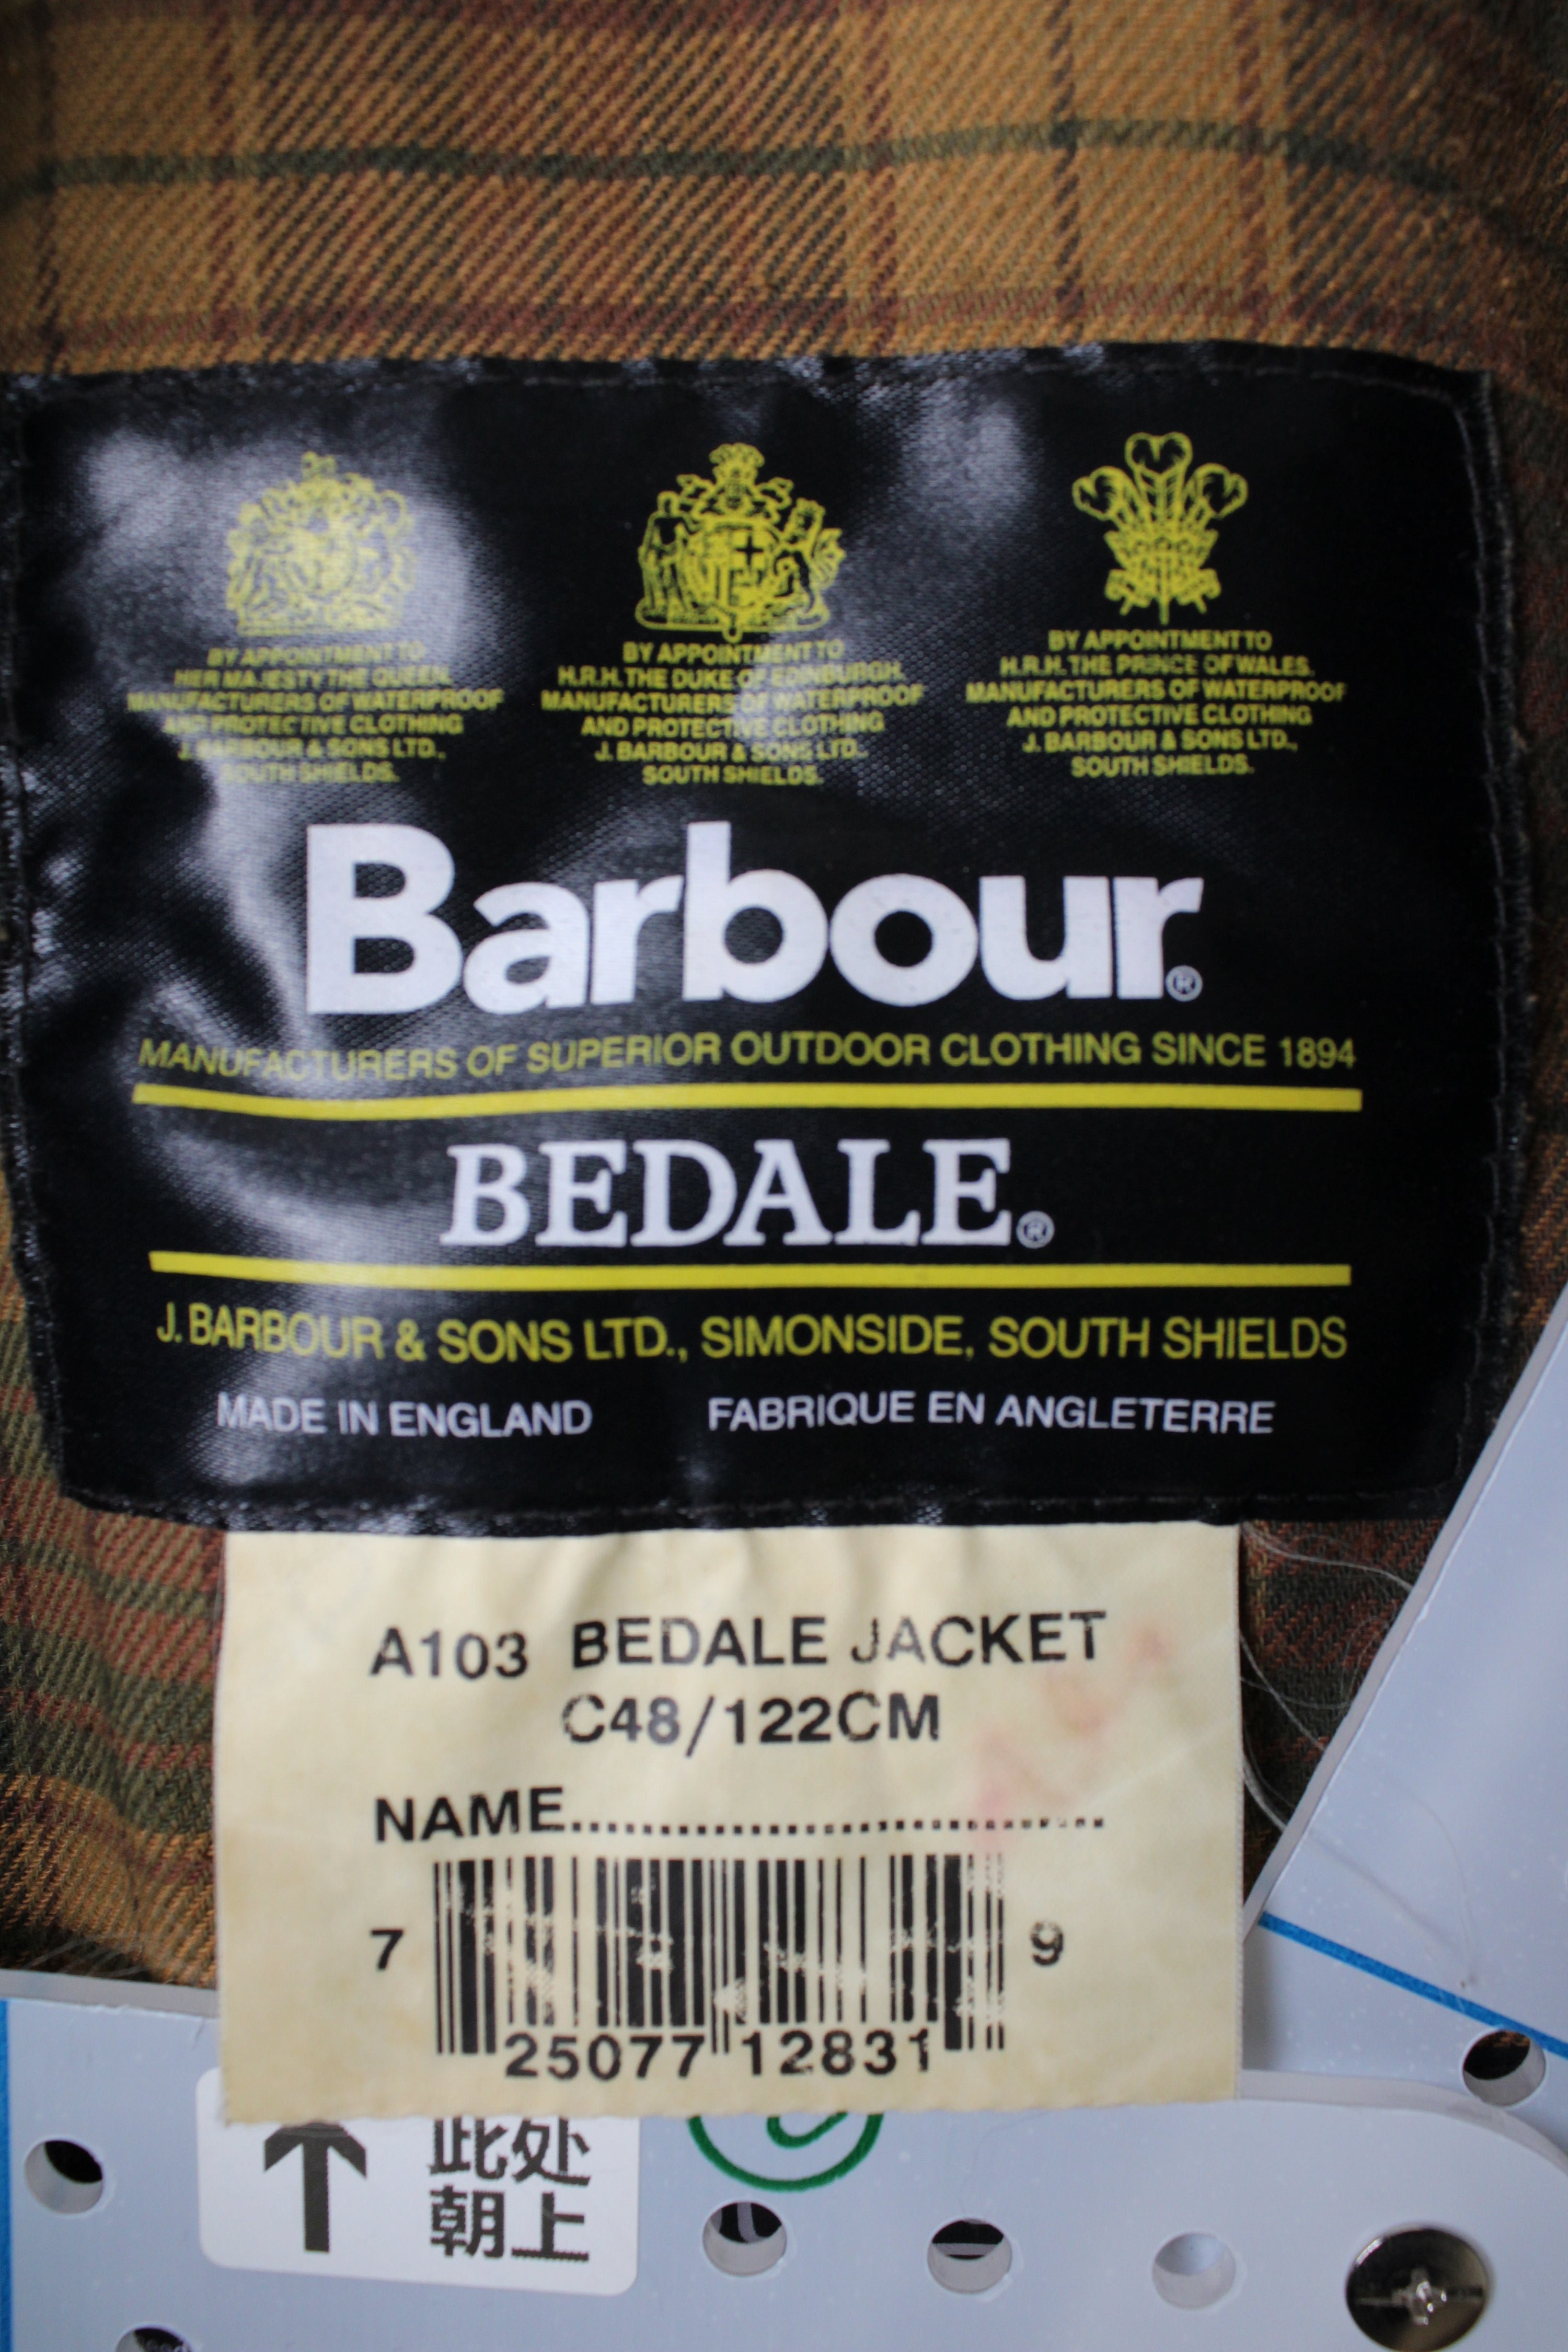 BY APPOINTMENT TO
HER MAJESTY THE QUEEN.
MANUFACTURERS OF WATERPROOF
AND PROTECTIVE CLOTHING
J. BARBOUR & SONS LTD.,
SOUTH SHIELDS.
BY APPOINTMENT TO
H.R.H. THE DUKE OF EDINBURGH.
MANUFACTURERS OF WATERPROOF
AND PROTECTIVE CLOTHING
J. BARBOUR & SONS LTD.
SOUTH SHIELDS.
BY APPOINTMENT TO
H.R.H. THE PRINCE OF WALES.
MANUFACTURERS OF WATERPROOF
AND PROTECTIVE CLOTHING
J. BARBOUR & SONS LTD.,
SOUTH SHIELDS.
Barbour®
MANUFACTURERS OF SUPERIOR OUTDOOR CLOTHING SINCE 1894
BEDALE®
J. BARBOUR & SONS LTD., SIMONSIDE, SOUTH SHIELDS
MADE IN ENGLAND FABRIQUE EN ANGLETERRE
A103 BEDALE JACKET
C48/122CM
NAME..............................
7 25077 12831 9
此处
朝上